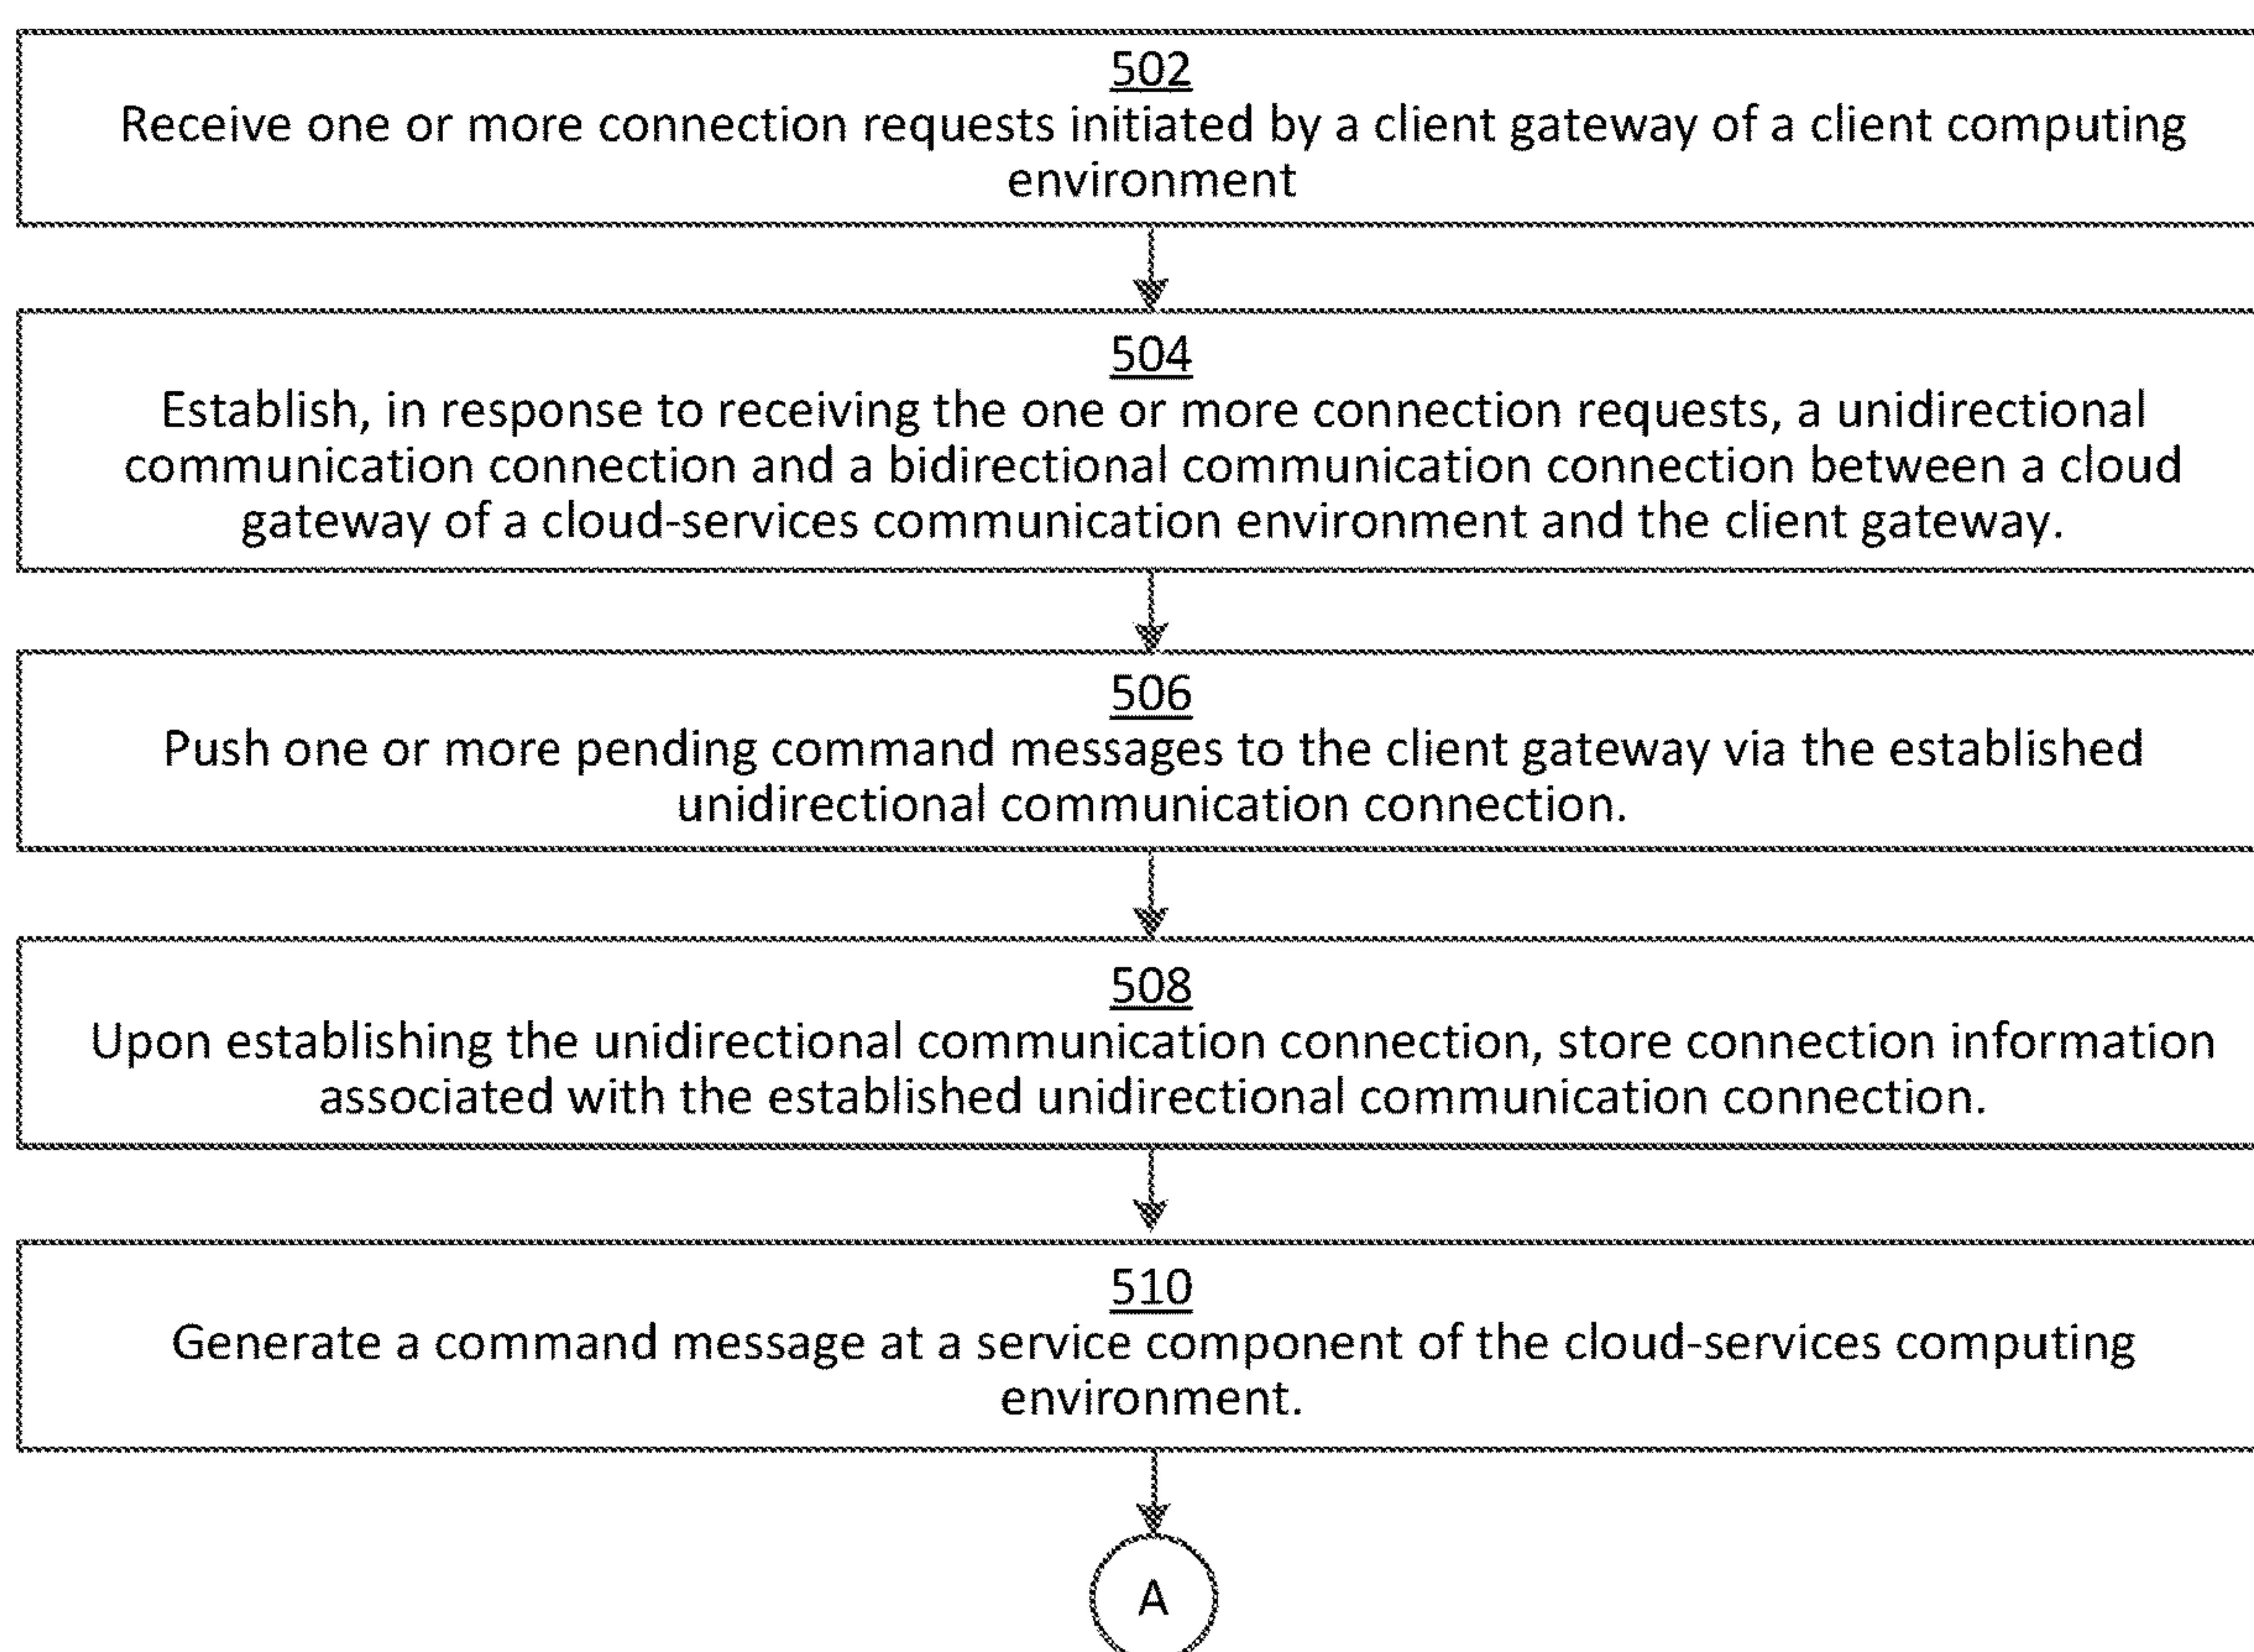 502
Receive one or more connection requests initiated by a client gateway of a client computing
environment
504
Establish, in response to receiving the one or more connection requests, a unidirectional
communication connection and a bidirectional communication connection between a cloud
gateway of a cloud-services communication environment and the client gateway.
506
Push one or more pending command messages to the client gateway via the established
unidirectional communication connection.
508
Upon establishing the unidirectional communication connection, store connection information
associated with the established unidirectional communication connection.
510
Generate a command message at a service component of the cloud-services computing
environment.
A